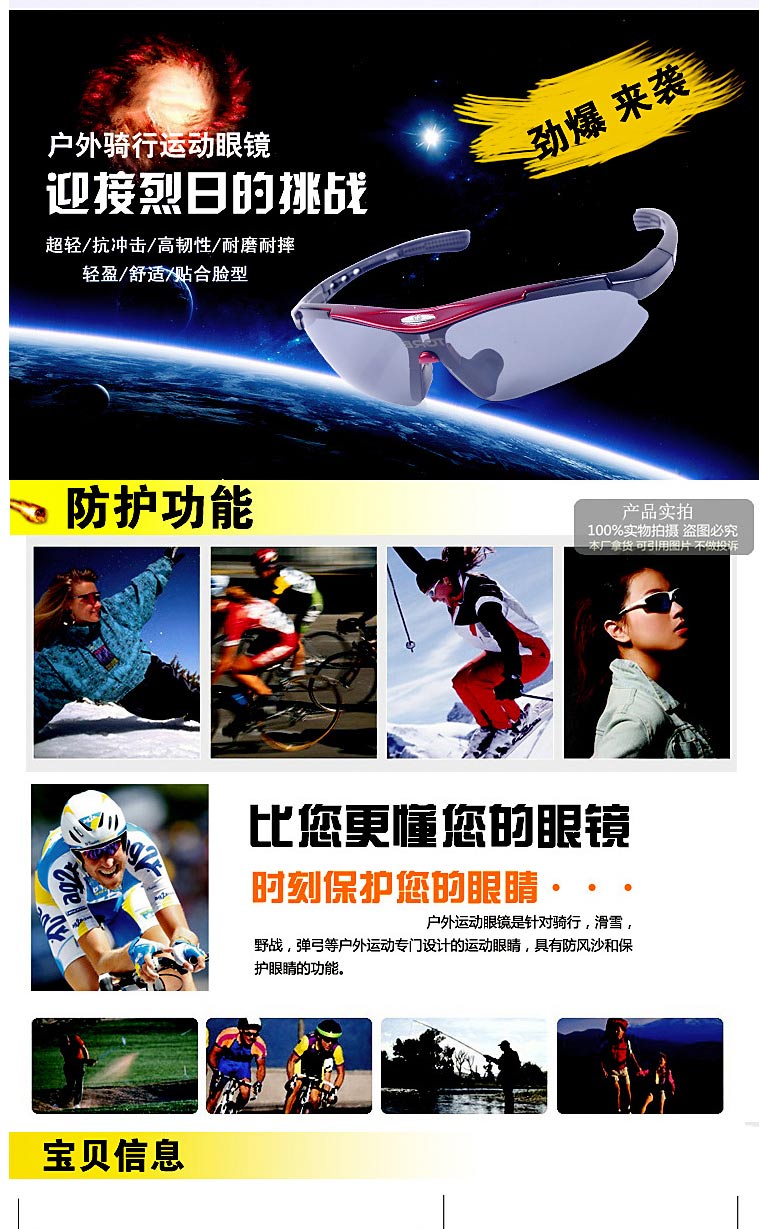 劲爆 来袭
户外骑行运动眼镜
迎接烈日的挑战
超轻/抗冲击/高韧性/耐磨耐摔
轻盈/舒适/贴合脸型
防护功能
产品实拍
100%实物拍摄 盗图必究
本厂拿货 可引用图片 不做投诉
比您更懂您的眼镜
时刻保护您的眼睛···
户外运动眼镜是针对骑行，滑雪，
野战，弹弓等户外运动专门设计的运动眼睛，具有防风沙和保
护眼睛的功能。
宝贝信息